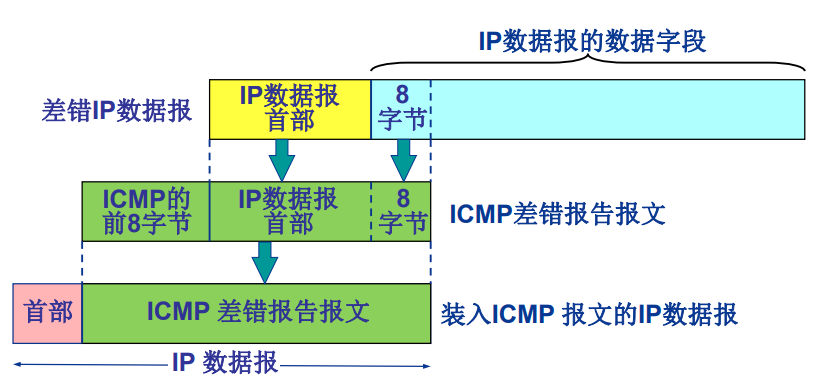 IP数据报的数据字段
差错IP数据报
IP数据报
首部
8
字节
ICMP的
前8字节
IP数据报
首部
8
字节
ICMP差错报告报文
首部
ICMP 差错报告报文
装入ICMP 报文的IP数据报
IP 数据报